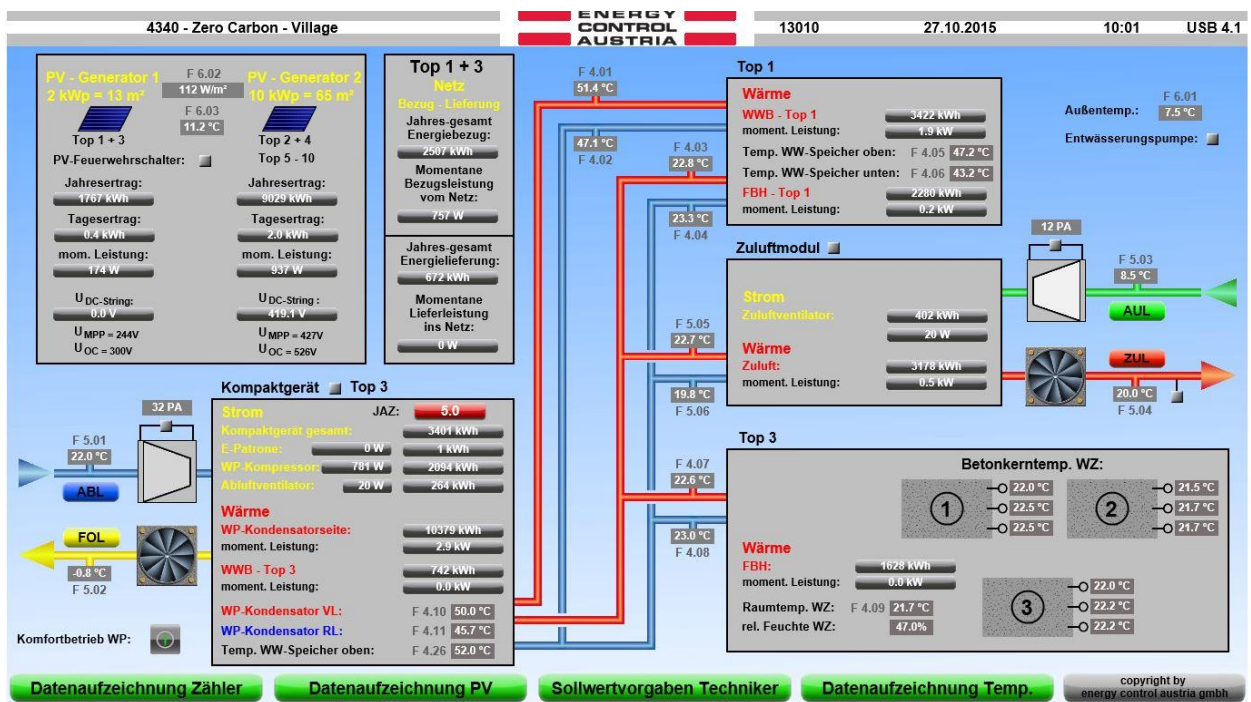 4340 - Zero Carbon - Village
ENERGY
CONTROL
AUSTRIA
13010
27.10.2015
10:01
USB 4.1
PV - Generator 1
2 kWp = 13 m²
F 6.02
112 W/m²
F 6.03
11.2 °C
PV - Generator 2
10 kWp = 65 m²
Top 1 + 3
Top 2 + 4
PV-Feuerwehrschalter:
Top 5 - 10
Jahresertrag:
1767 kWh
Jahresertrag:
9029 kWh
Tagesertrag:
0.4 kWh
Tagesertrag:
2.0 kWh
mom. Leistung:
174 W
mom. Leistung:
937 W
U DC-String:
0.0 V
U DC-String :
419.1 V
U MPP = 244V
U OC = 300V
U MPP = 427V
U OC = 526V
Top 1 + 3
Netz
Bezug - Lieferung
Jahres-gesamt
Energiebezug:
2507 kWh
Momentane
Bezugsleistung
vom Netz:
757 W
Jahres-gesamt
Energielieferung:
672 kWh
Momentane
Lieferleistung
ins Netz:
0 W
F 4.01
51.4 °C
47.1 °C
F 4.02
F 4.03
22.8 °C
23.3 °C
F 4.04
F 5.05
22.7 °C
19.8 °C
F 5.06
F 4.07
22.6 °C
23.0 °C
F 4.08
Top 1
Wärme
WWB - Top 1
3422 kWh
moment. Leistung:
1.9 kW
Temp. WW-Speicher oben: F 4.05 47.2 °C
Temp. WW-Speicher unten: F 4.06 43.2 °C
FBH - Top 1
2280 kWh
moment. Leistung:
0.2 kW
F 6.01
Außentemp.: 7.5 °C
Entwässerungspumpe:
Zuluftmodul
Strom
Zuluftventilator:
402 kWh
20 W
Wärme
Zuluft:
3178 kWh
moment. Leistung:
0.5 kW
12 PA
F 5.03
8.5 °C
AUL
ZUL
20.0 °C
F 5.04
Kompaktgerät Top 3
Strom
JAZ: 5.0
Kompaktgerät gesamt: 3401 kWh
E-Patrone: 0 W 1 kWh
WP-Kompressor: 781 W 2094 kWh
Abluftventilator: 20 W 264 kWh
Wärme
WP-Kondensatorseite: 10379 kWh
moment. Leistung: 2.9 kW
WWB - Top 3 742 kWh
moment. Leistung: 0.0 kW
WP-Kondensator VL: F 4.10 50.0 °C
WP-Kondensator RL: F 4.11 45.7 °C
Temp. WW-Speicher oben: F 4.26 52.0 °C
32 PA
F 5.01
22.0 °C
ABL
FOL
-0.8 °C
F 5.02
Komfortbetrieb WP:
Top 3
Betonkerntemp. WZ:
1
22.0 °C
22.5 °C
22.5 °C
2
21.5 °C
21.7 °C
21.7 °C
Wärme
FBH: 1628 kWh
moment. Leistung: 0.0 kW
Raumtemp. WZ: F 4.09 21.7 °C
rel. Feuchte WZ: 47.0%
3
22.0 °C
22.2 °C
22.2 °C
Datenaufzeichnung Zähler
Datenaufzeichnung PV
Sollwertvorgaben Techniker
Datenaufzeichnung Temp.
copyright by
energy control austria gmbh